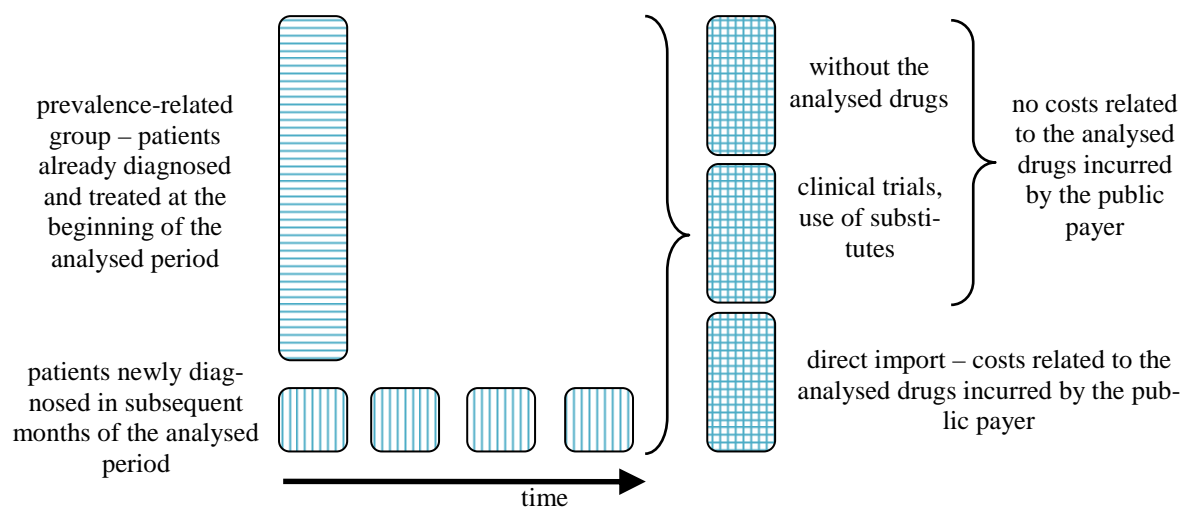 prevalence-related
group – patients
already diagnosed
and treated at the
beginning of the
analysed period
patients newly diag-
nosed in subsequent
months of the analysed
period
time
without the
analysed drugs
clinical trials,
use of substi-
tutes
no costs related
to the analysed
drugs incurred
by the public
payer
direct import – costs related to the
analysed drugs incurred by the pub-
lic payer